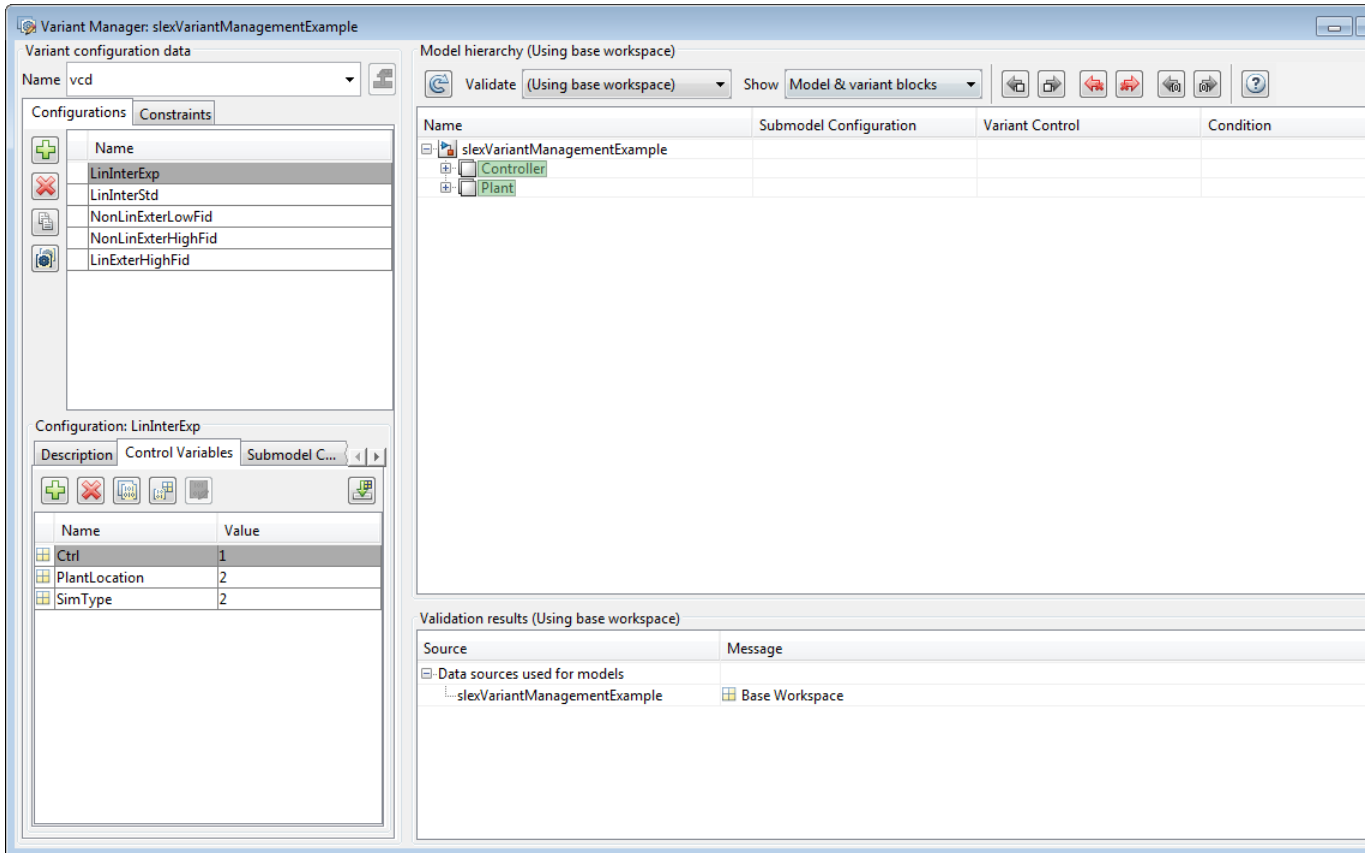 Variant Manager: slexVariantManagementExample
Variant configuration data
Name vcd
Configurations Constraints
Name
LinInterExp
LinInterStd
NonLinExterLowFid
NonLinExterHighFid
LinExterHighFid
Configuration: LinInterExp
Description Control Variables Submodel C...
Name Value
Ctrl 1
PlantLocation 2
SimType 2
Model hierarchy (Using base workspace)
Validate (Using base workspace) Show Model & variant blocks
Name Submodel Configuration Variant Control Condition
slexVariantManagementExample
Controller
Plant
Validation results (Using base workspace)
Source Message
Data sources used for models
slexVariantManagementExample Base Workspace